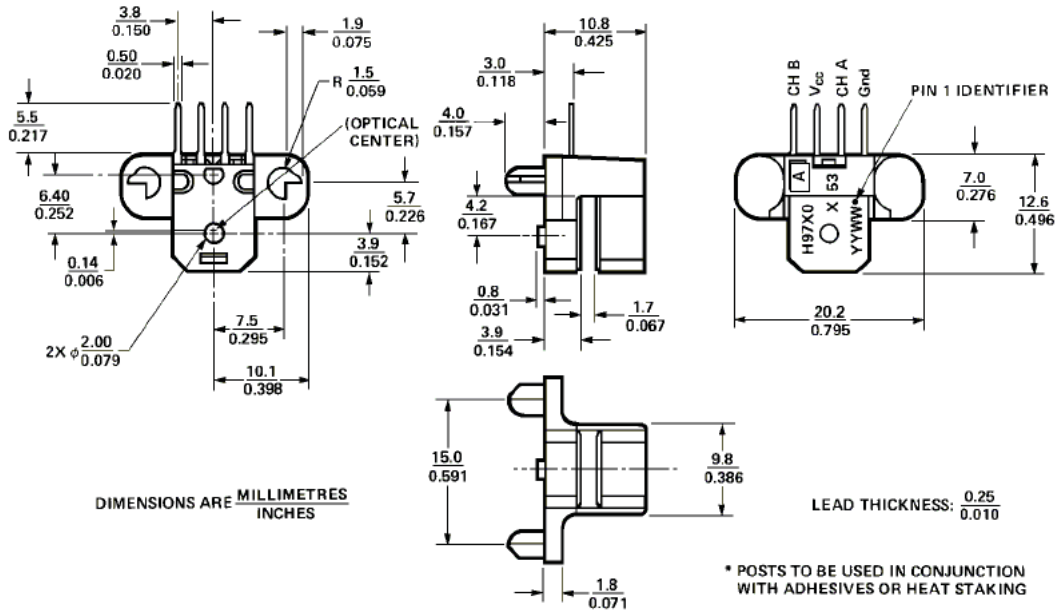 3.8
0.150
1.9
0.075
0.50
0.020
R 1.5
0.059
5.5
0.217
(OPTICAL
CENTER)
6.40
0.252
5.7
0.226
0.14
0.006
3.9
0.152
7.5
0.295
2X ϕ 2.00
0.079
10.1
0.398
10.8
0.425
3.0
0.118
4.0
0.157
4.2
0.167
0.8
0.031
1.7
0.067
3.9
0.154
CH B
Vcc
CH A
Gnd
PIN 1 IDENTIFIER
A
53
H97X0
X
YYWW
7.0
0.276
12.6
0.496
20.2
0.795
15.0
0.591
9.8
0.386
1.8
0.071
DIMENSIONS ARE MILLIMETRES
INCHES
LEAD THICKNESS: 0.25
0.010
* POSTS TO BE USED IN CONJUNCTION
WITH ADHESIVES OR HEAT STAKING